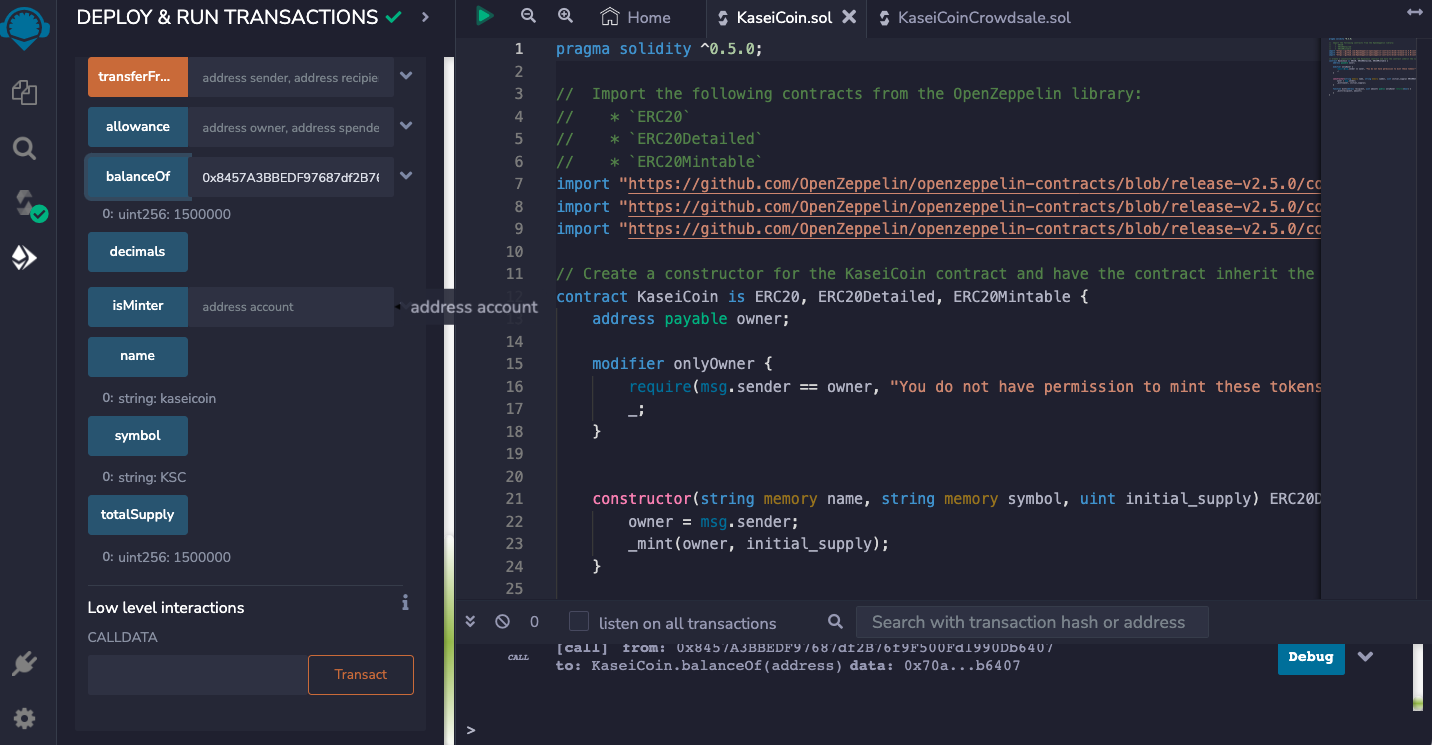 DEPLOY & RUN TRANSACTIONS
transferFr...
address sender, address recipie
allowance
address owner, address spende
balanceOf
0x8457A3BBEDF97687df2B76
0: uint256: 1500000
decimals
isMinter
address account
address account
name
0: string: kaseicoin
symbol
0: string: KSC
totalSupply
0: uint256: 1500000
Low level interactions
CALLDATA
Transact
Home
KaseiCoin.sol
KaseiCoinCrowdsale.sol
1 pragma solidity ^0.5.0;
2
3 //  Import the following contracts from the OpenZeppelin library:
4 //    * `ERC20`
5 //    * `ERC20Detailed`
6 //    * `ERC20Mintable`
7 import "https://github.com/OpenZeppelin/openzeppelin-contracts/blob/release-v2.5.0/co
8 import "https://github.com/OpenZeppelin/openzeppelin-contracts/blob/release-v2.5.0/co
9 import "https://github.com/OpenZeppelin/openzeppelin-contracts/blob/release-v2.5.0/co
10
11 // Create a constructor for the KaseiCoin contract and have the contract inherit the
12 contract KaseiCoin is ERC20, ERC20Detailed, ERC20Mintable {
13     address payable owner;
14
15     modifier onlyOwner {
16         require(msg.sender == owner, "You do not have permission to mint these tokens
17         _;
18     }
19
20
21     constructor(string memory name, string memory symbol, uint initial_supply) ERC20D
22         owner = msg.sender;
23         _mint(owner, initial_supply);
24     }
25
0
listen on all transactions
Search with transaction hash or address
CALL
[call] from: 0x8457A3BBEDF97687df2B76f9F500Fd1990Db6407
to: KaseiCoin.balanceOf(address) data: 0x70a...b6407
Debug
>